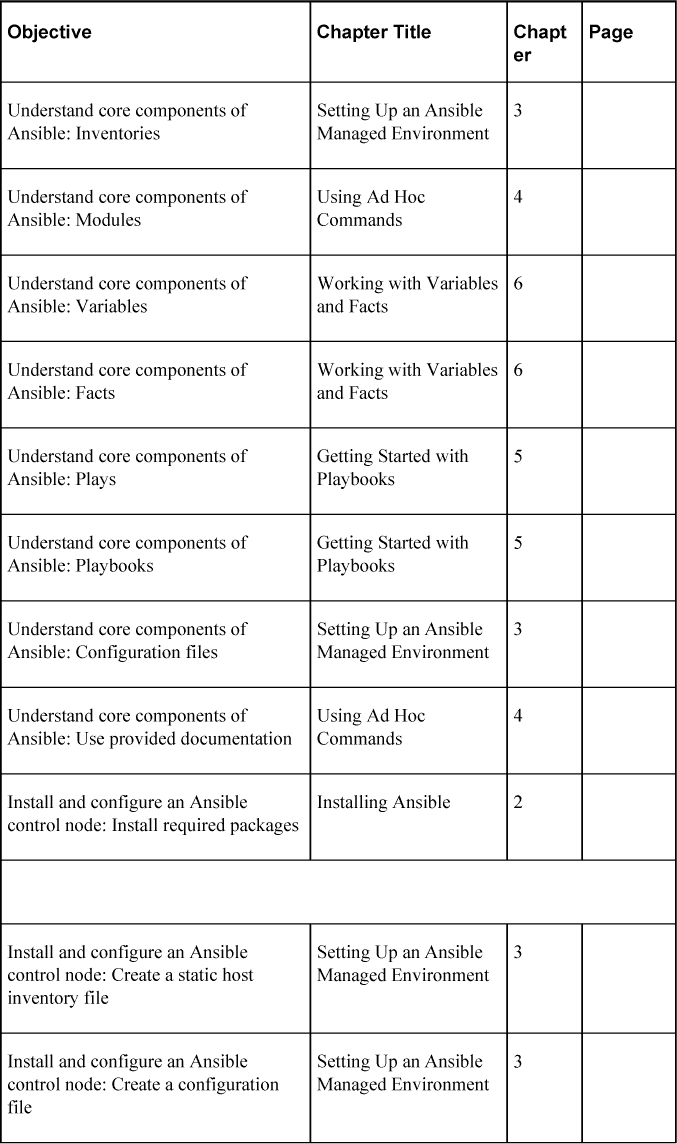 Objective Chapter Title Chapt Page
er
Understand core components of Setting Up an Ansible 3
Ansible: Inventories Managed Environment
Understand core components of Using Ad Hoc 4
Ansible: Modules Commands
Understand core components of Working with Variables 6
Ansible: Variables and Facts
Understand core components of Working with Variables 6
Ansible: Facts and Facts
Understand core components of Getting Started with 5
Ansible: Plays Playbooks
Understand core components of Getting Started with 5
Ansible: Playbooks Playbooks
Understand core components of Setting Up an Ansible 3
Ansible: Configuration files Managed Environment
Understand core components of Using Ad Hoc 4
Ansible: Use provided documentation Commands
Install and configure an Ansible Installing Ansible 2
control node: Install required packages
Install and configure an Ansible Setting Up an Ansible 3
control node: Create a static host Managed Environment
inventory file
Install and configure an Ansible Setting Up an Ansible 3
control node: Create a configuration Managed Environment
file